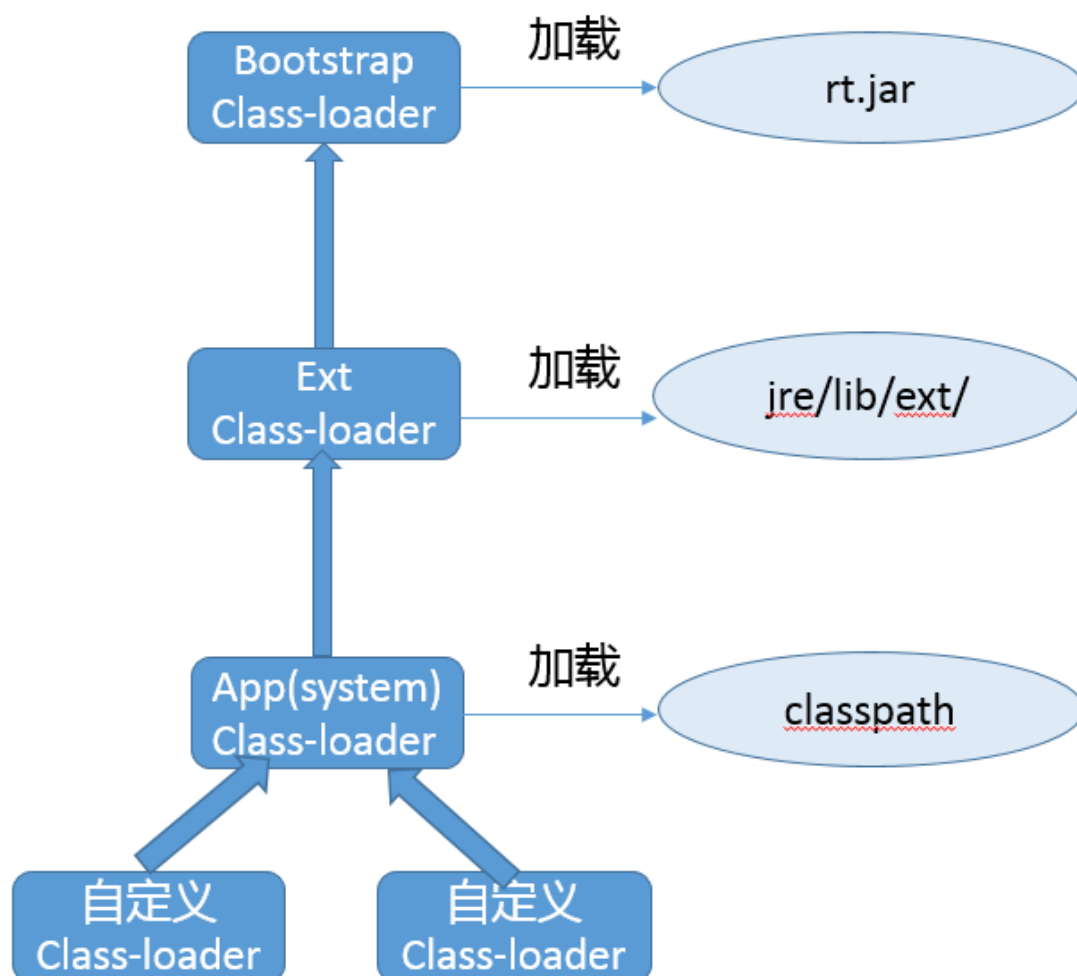 Bootstrap
Class-loader
加载
rt.jar
Ext
Class-loader
加载
jre/lib/ext/
App(system)
Class-loader
加载
classpath
自定义
Class-loader
自定义
Class-loader